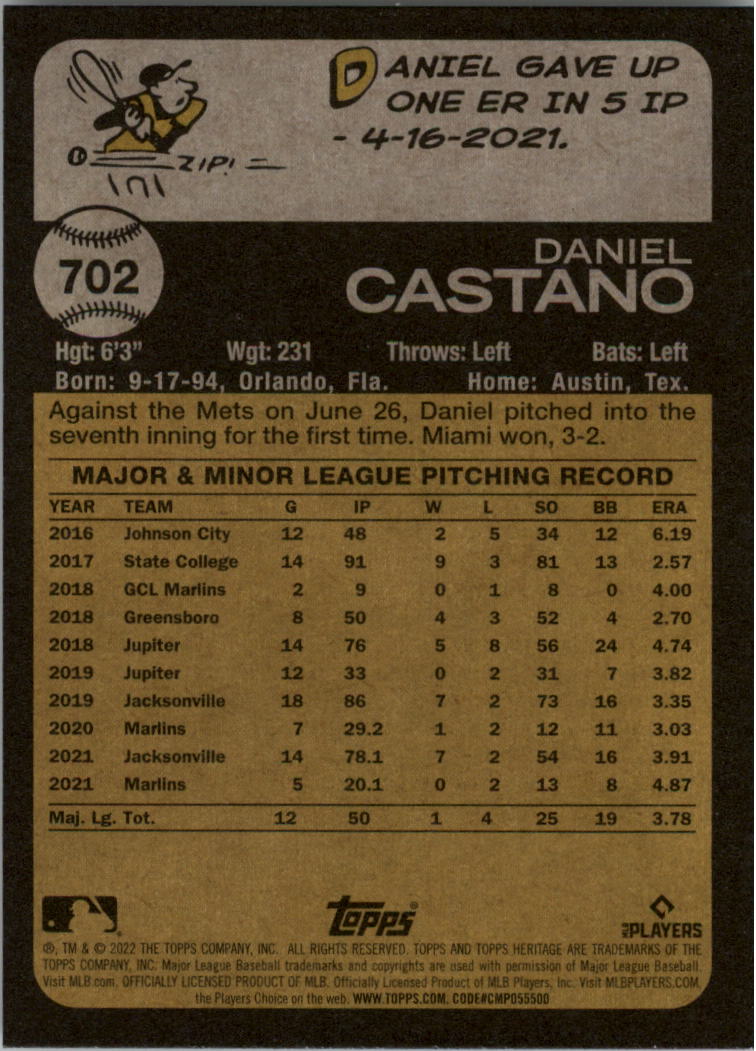 DANIEL GAVE UP
ONE ER IN 5 IP
- 4-16-2021.
ZIP!
702
DANIEL
CASTANO
Hgt: 6'3" Wgt: 231 Throws: Left Bats: Left
Born: 9-17-94, Orlando, Fla. Home: Austin, Tex.
Against the Mets on June 26, Daniel pitched into the
seventh inning for the first time. Miami won, 3-2.
MAJOR & MINOR LEAGUE PITCHING RECORD
YEAR TEAM G IP W L SO BB ERA
2016 Johnson City 12 48 2 5 34 12 6.19
2017 State College 14 91 9 3 81 13 2.57
2018 GCL Marlins 2 9 0 1 8 0 4.00
2018 Greensboro 8 50 4 3 52 4 2.70
2018 Jupiter 14 76 5 8 56 24 4.74
2019 Jupiter 12 33 0 2 31 7 3.82
2019 Jacksonville 18 86 7 2 73 16 3.35
2020 Marlins 7 29.2 1 2 12 11 3.03
2021 Jacksonville 14 78.1 7 2 54 16 3.91
2021 Marlins 5 20.1 0 2 13 8 4.87
Maj. Lg. Tot. 12 50 1 4 25 19 3.78
Topps®
MLB PLAYERS
®, TM & © 2022 THE TOPPS COMPANY, INC. ALL RIGHTS RESERVED. TOPPS AND TOPPS HERITAGE ARE TRADEMARKS OF THE
TOPPS COMPANY, INC. Major League Baseball trademarks and copyrights are used with permission of Major League Baseball.
Visit MLB.com. OFFICIALLY LICENSED PRODUCT OF MLB. Officially Licensed Product of MLB Players, Inc. Visit MLBPLAYERS.COM,
the Players Choice on the web. WWW.TOPPS.COM. CODE#CMP055500